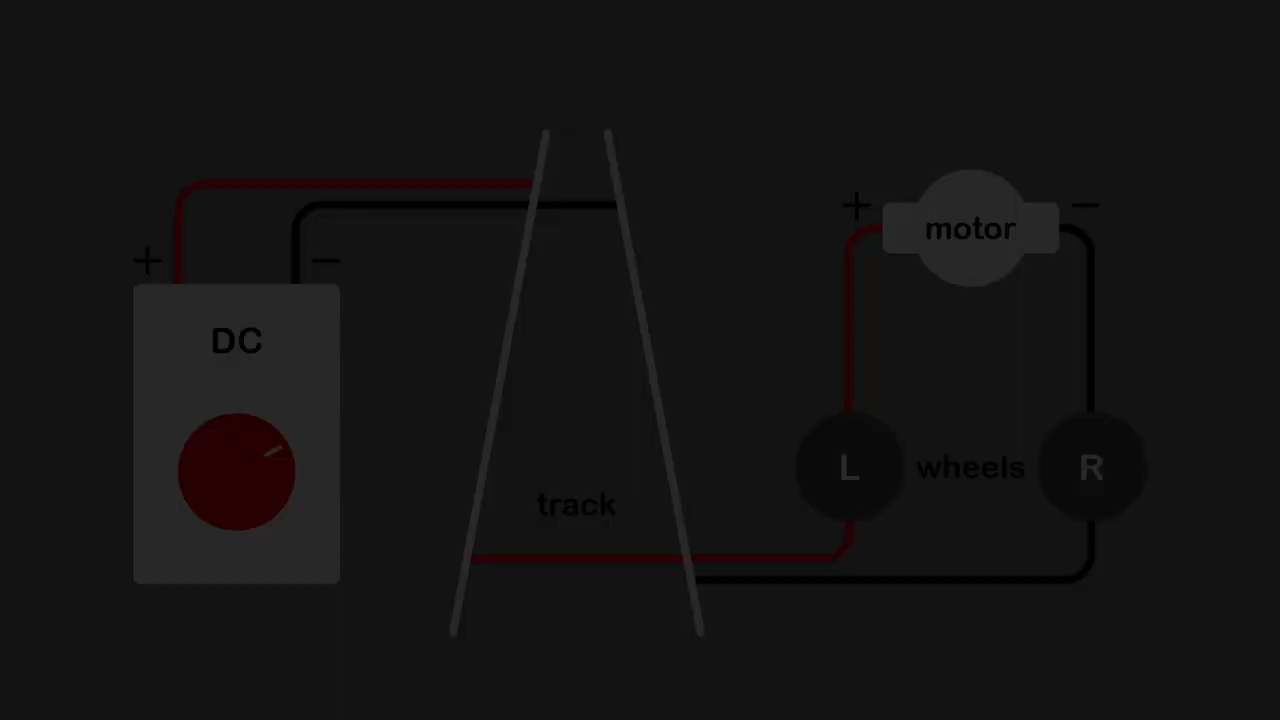 + −
DC
track
+ −
motor
L wheels R